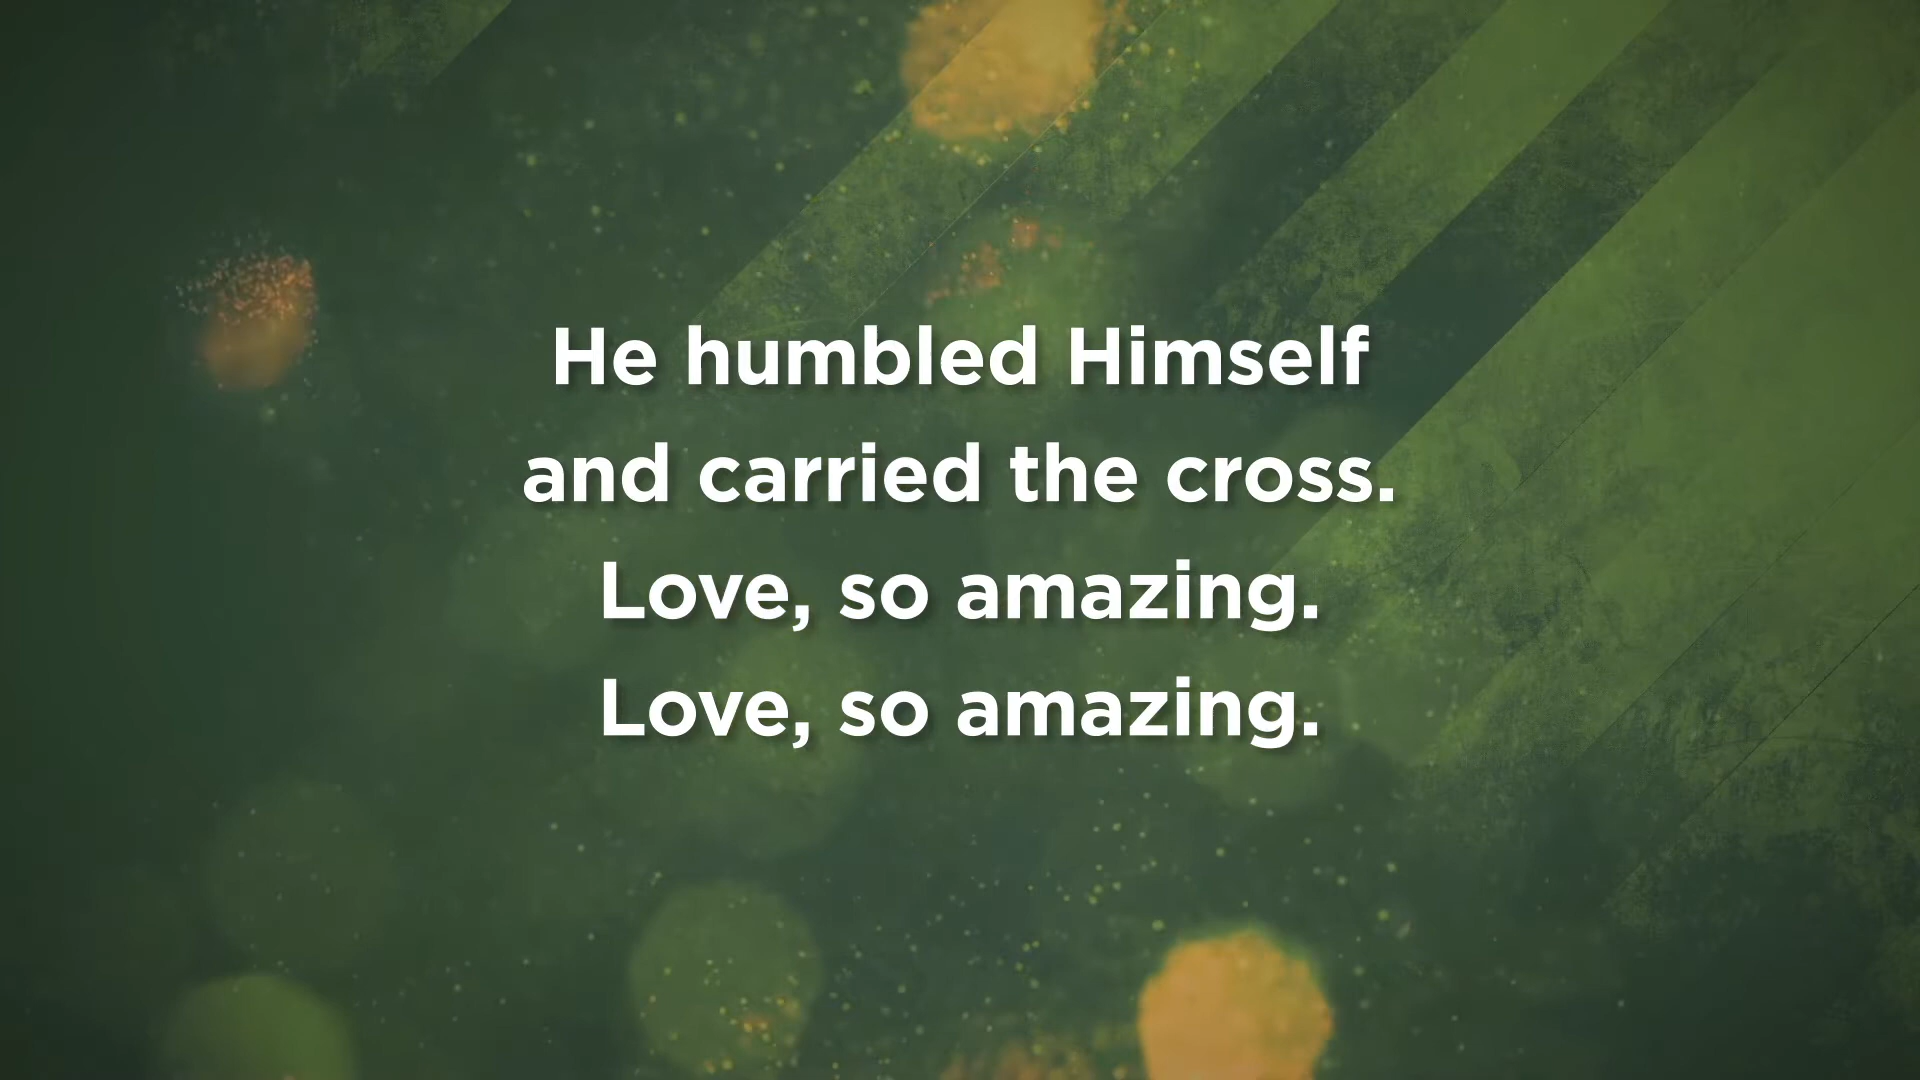 He humbled Himself
and carried the cross.
Love, so amazing.
Love, so amazing.